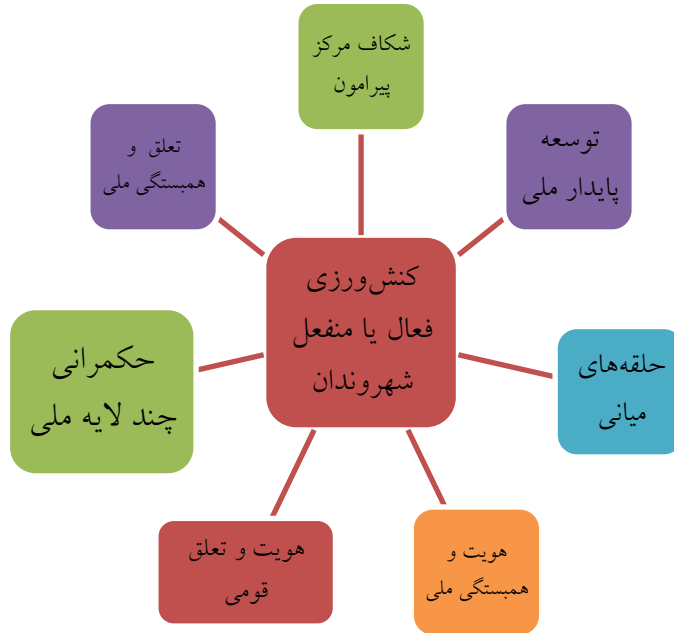 شکاف مرکز
پیرامون
توسعه
پایدار ملی
تعلق و
همبستگی ملی
کنش‌ورزی
فعال یا منفعل
شهروندان
حلقه‌های
میانی
حکمرانی
چند لایه ملی
هویت و
همبستگی ملی
هویت و تعلق
قومی